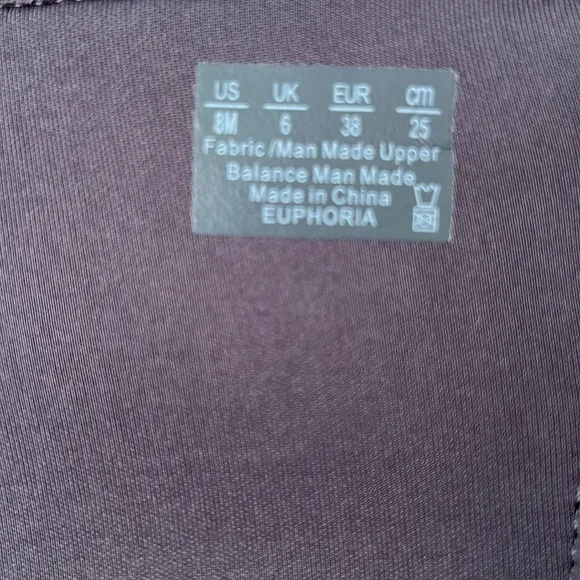 US UK EUR cm
8M 6 38 25
Fabric/Man Made Upper
Balance Man Made
Made in China
EUPHORIA